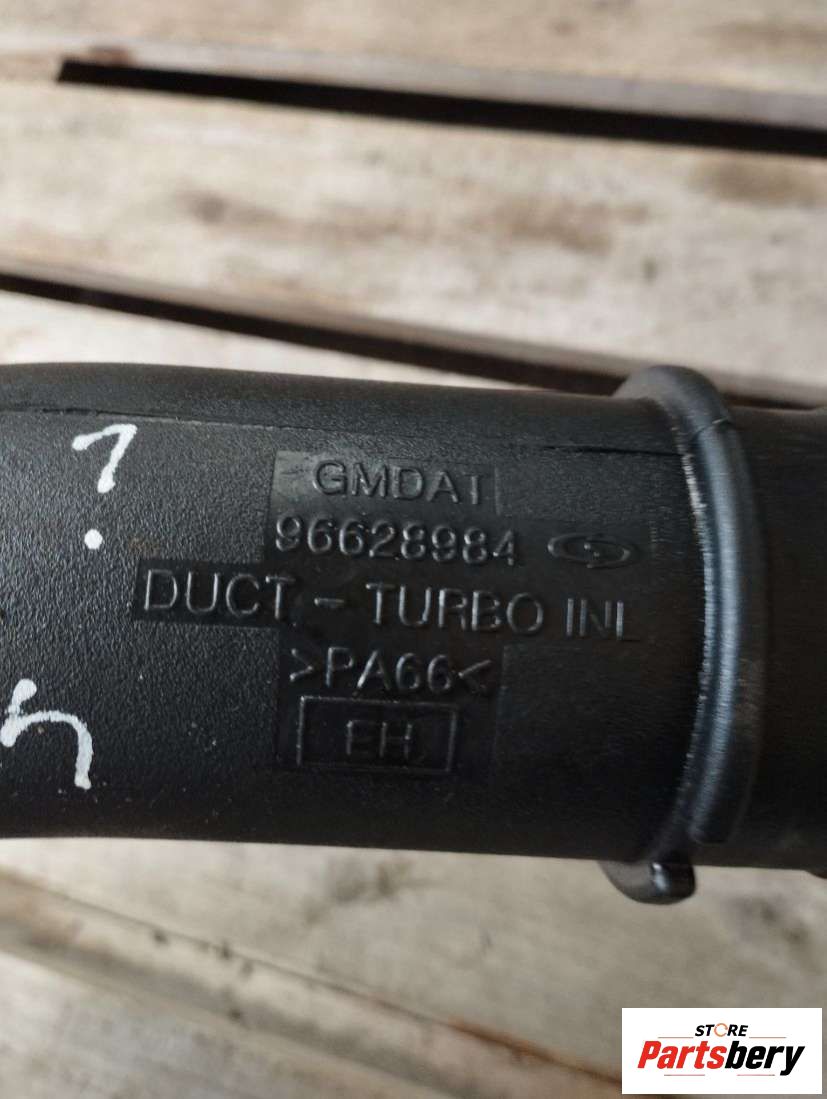 GMDAT
96628984
DUCT - TURBO INL
>PA66<
EH
?
STORE
Partsbery